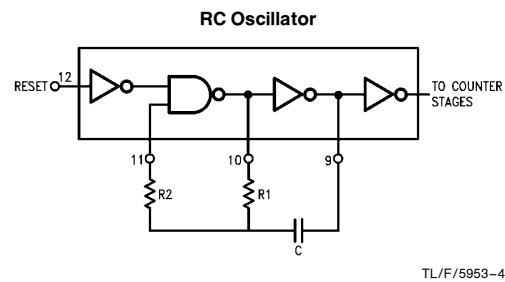 RC Oscillator
RESET 12
TO COUNTER
STAGES
11 10 9
R2 R1
C
TL/F/5953–4